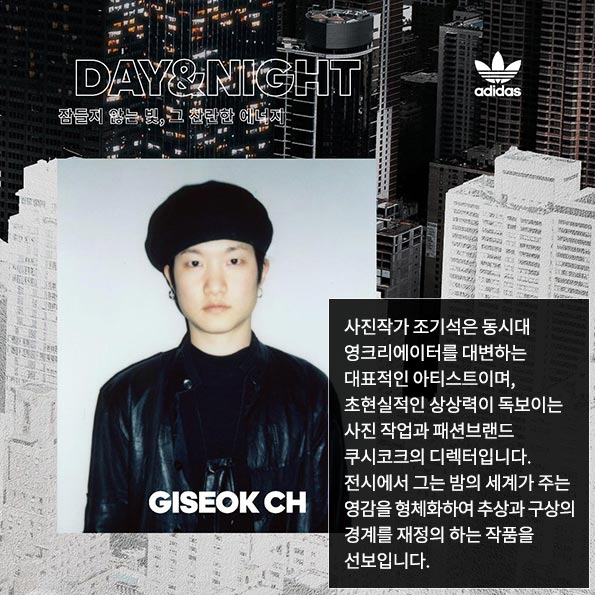 DAY&NIGHT
adidas
잠들지 않는 빛, 그 찬란한 에너지
GISEOK CH
사진작가 조기석은 동시대
영크리에이터를 대변하는
대표적인 아티스트이며,
초현실적인 상상력이 독보이는
사진 작업과 패션브랜드
쿠시코크의 디렉터입니다.
전시에서 그는 밤의 세계가 주는
영감을 형체화하여 추상과 구상의
경계를 재정의 하는 작품을
선보입니다.